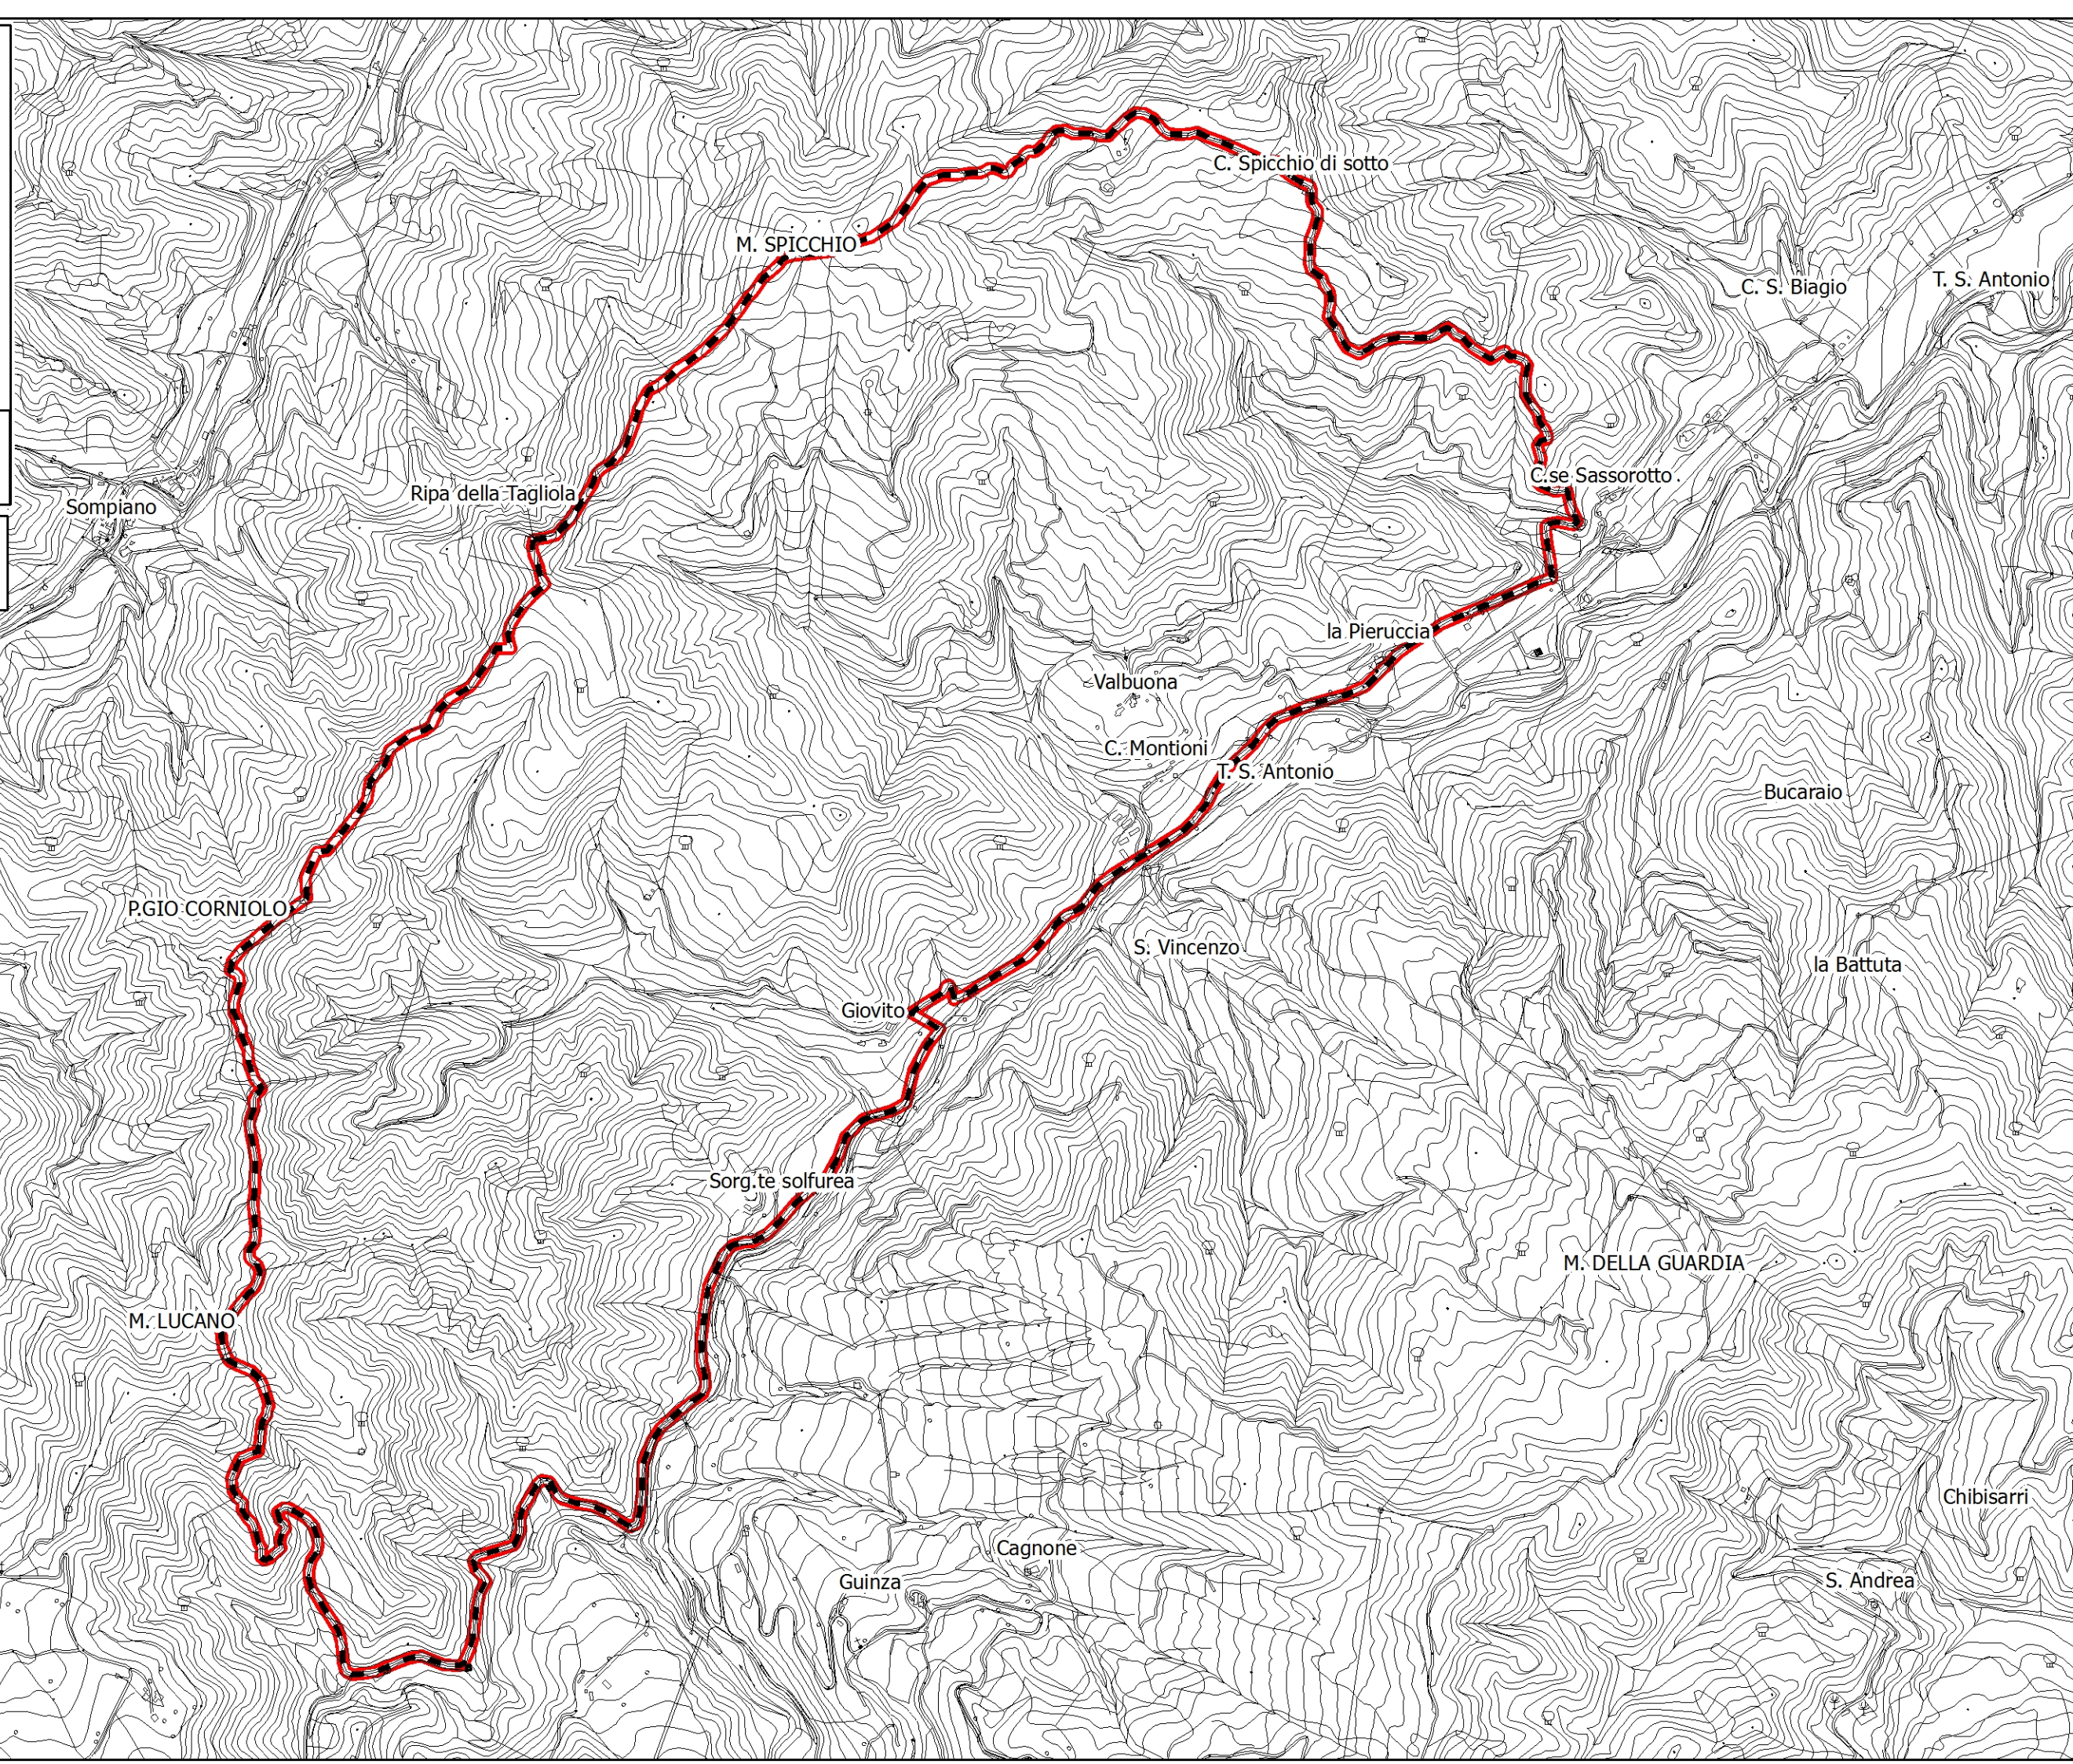 C. Spicchio di sotto
M. SPICCHIO
T. S. Antonio
C. S. Biagio
C.se Sassorotto
Ripa della Tagliola
Sompiano
la Pieruccia
Valbuona
C. Montioni
T. S. Antonio
Bucaraio
P.GIO CORNIOLO
S. Vincenzo
la Battuta
Giovito
Sorg.te solfurea
M. DELLA GUARDIA
M. LUCANO
Chibisarri
Cagnone
Guinza
S. Andrea